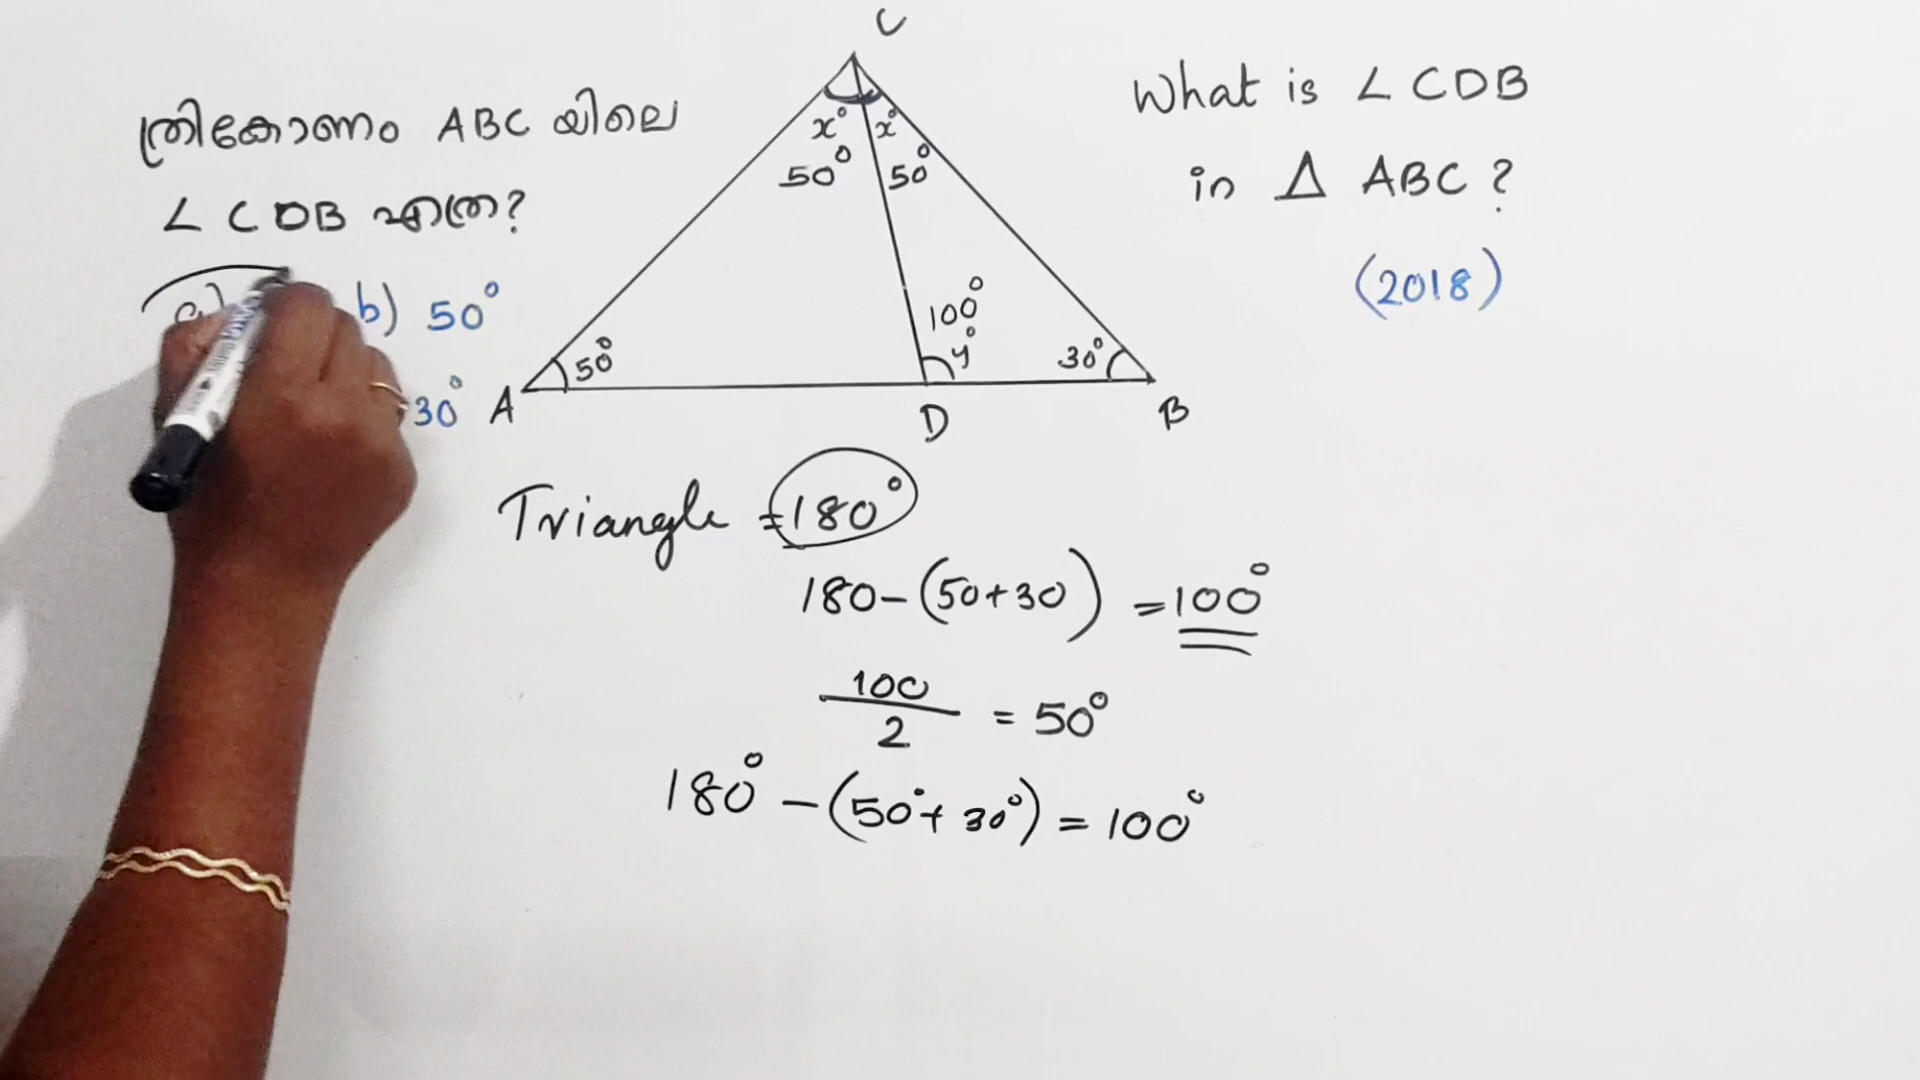 ത്രികോണം ABC യിലെ
∠ CDB എത്ര?
a)
b) 50°
30°
C
x° x°
50° 50°
100°
y°
50°
30°
A
D
B
What is ∠ CDB
in Δ ABC ?
(2018)
Triangle = 180°
180 - (50+30) = 100°
100
2
= 50°
180° - (50°+ 30°) = 100°